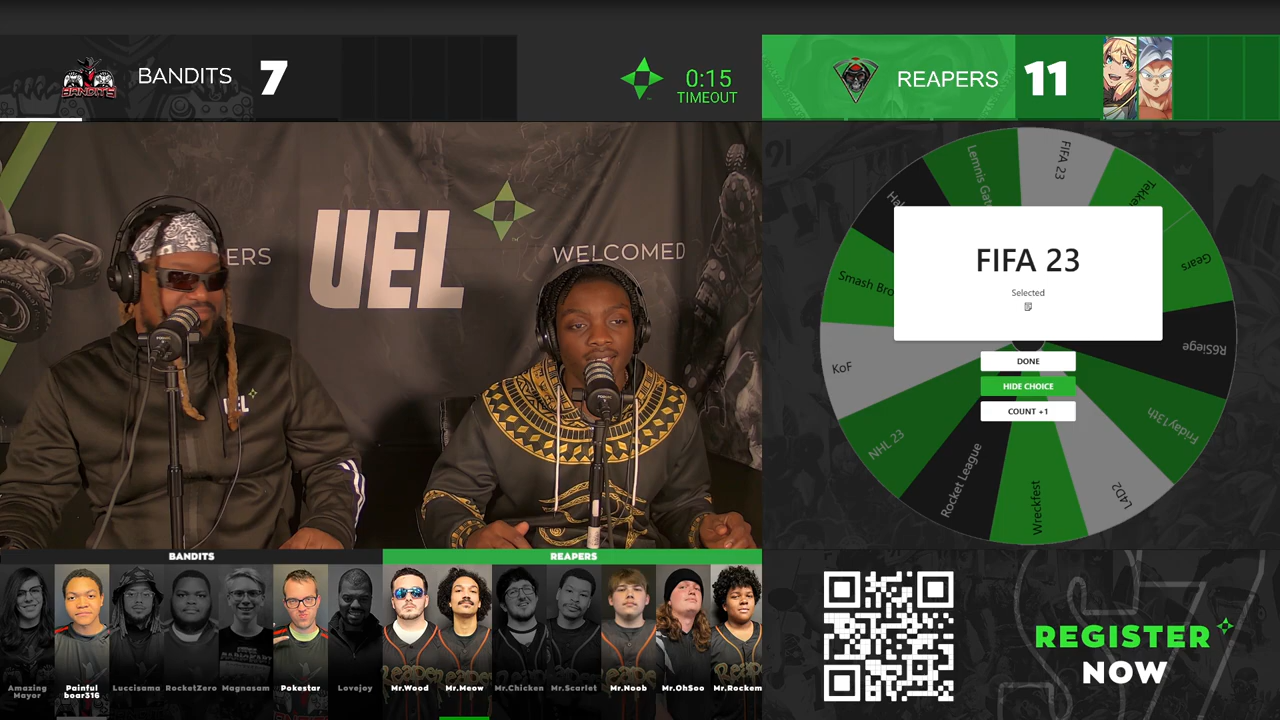 BANDITS
BANDITS
7
0:15
TIMEOUT
REAPERS
11
ERS
UEL
WELCOMED
FIFA 23
Lemnis Gate
Tekken
Gears
R6Siege
Friday13th
L4D2
Wreckfest
Rocket League
NHL 23
KoF
Smash Bro
Hal
FIFA 23
Selected
DONE
HIDE CHOICE
COUNT +1
BANDITS
REAPERS
Amazing Mayor
Painful boar316
Luccisama
RocketZero
Magnasam
Pokestar
Lovejoy
Mr.Wood
Mr.Meow
Mr.Chicken
Mr.Scarlet
Mr.Noob
Mr.OhSoo
Mr.Rockem
S7
REGISTER
NOW